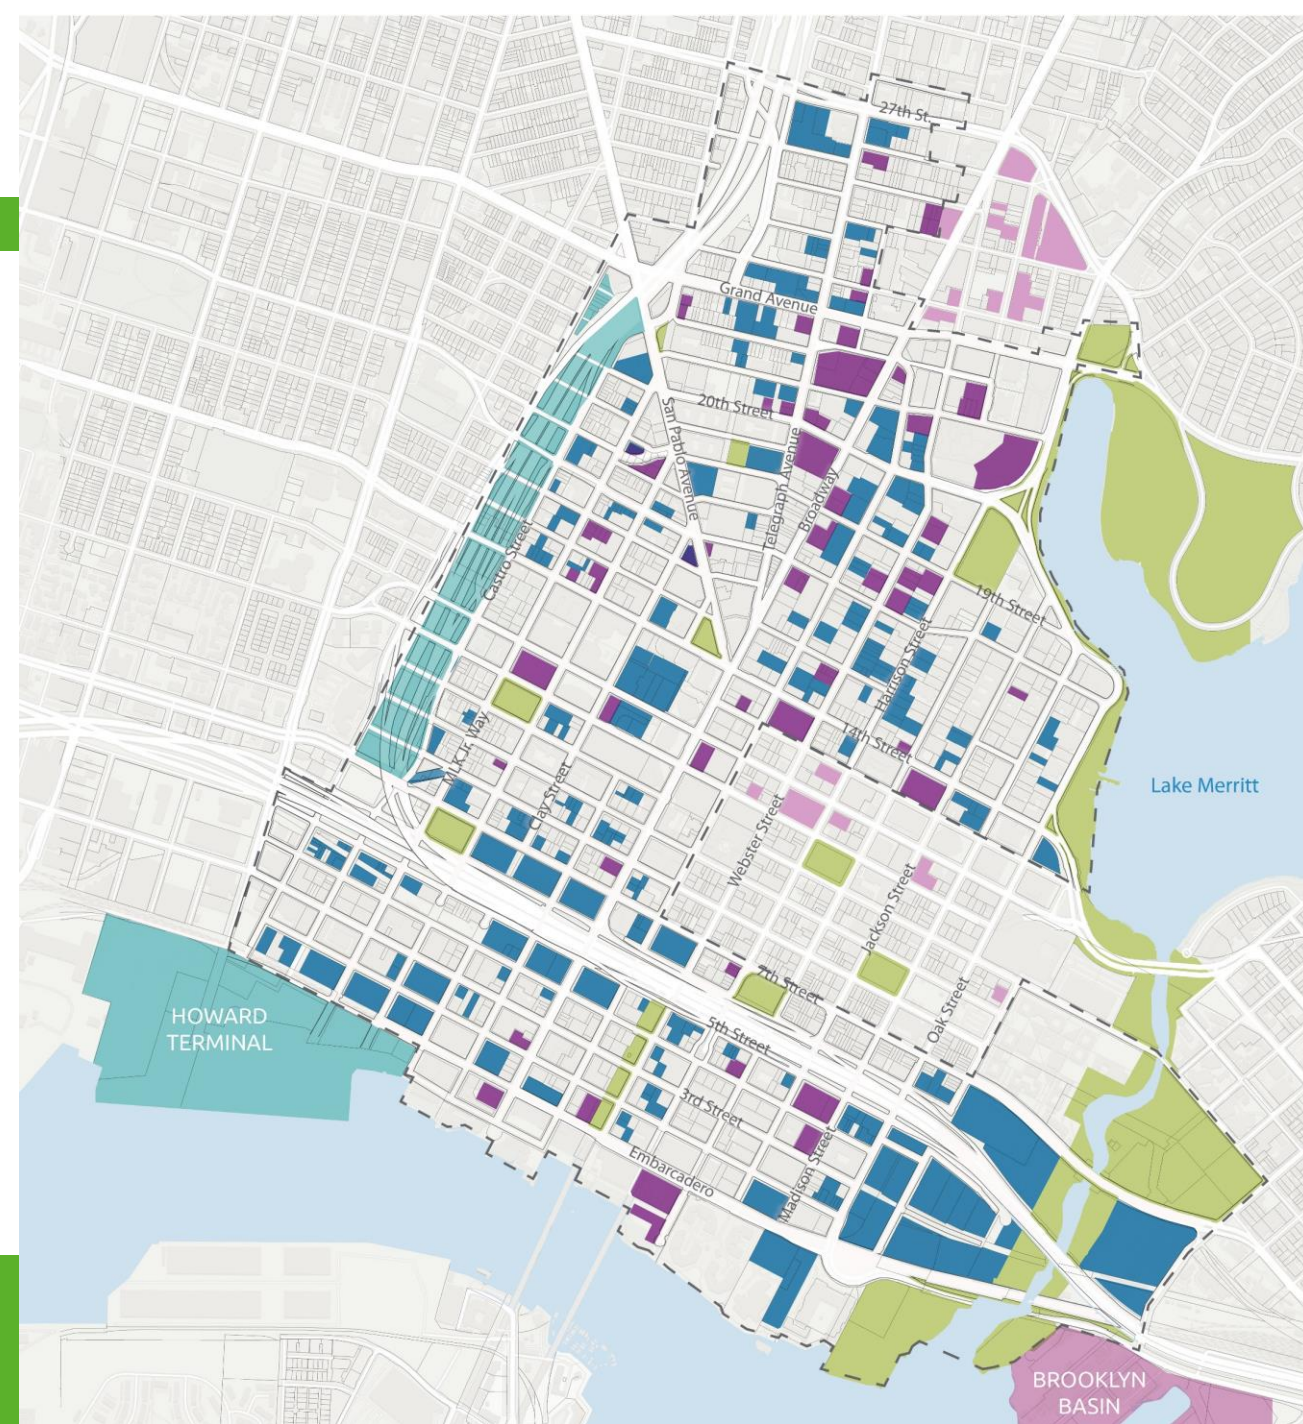 27th St.
Grand Avenue
20th Street
San Pablo Avenue
Telegraph Avenue
Broadway
Castro Street
19th Street
Harrison Street
14th Street
MLK Jr. Way
Clay Street
Lake Merritt
Webster Street
Jackson Street
7th Street
Oak Street
HOWARD
TERMINAL
5th Street
3rd Street
Madison Street
Embarcadero
BROOKLYN
BASIN